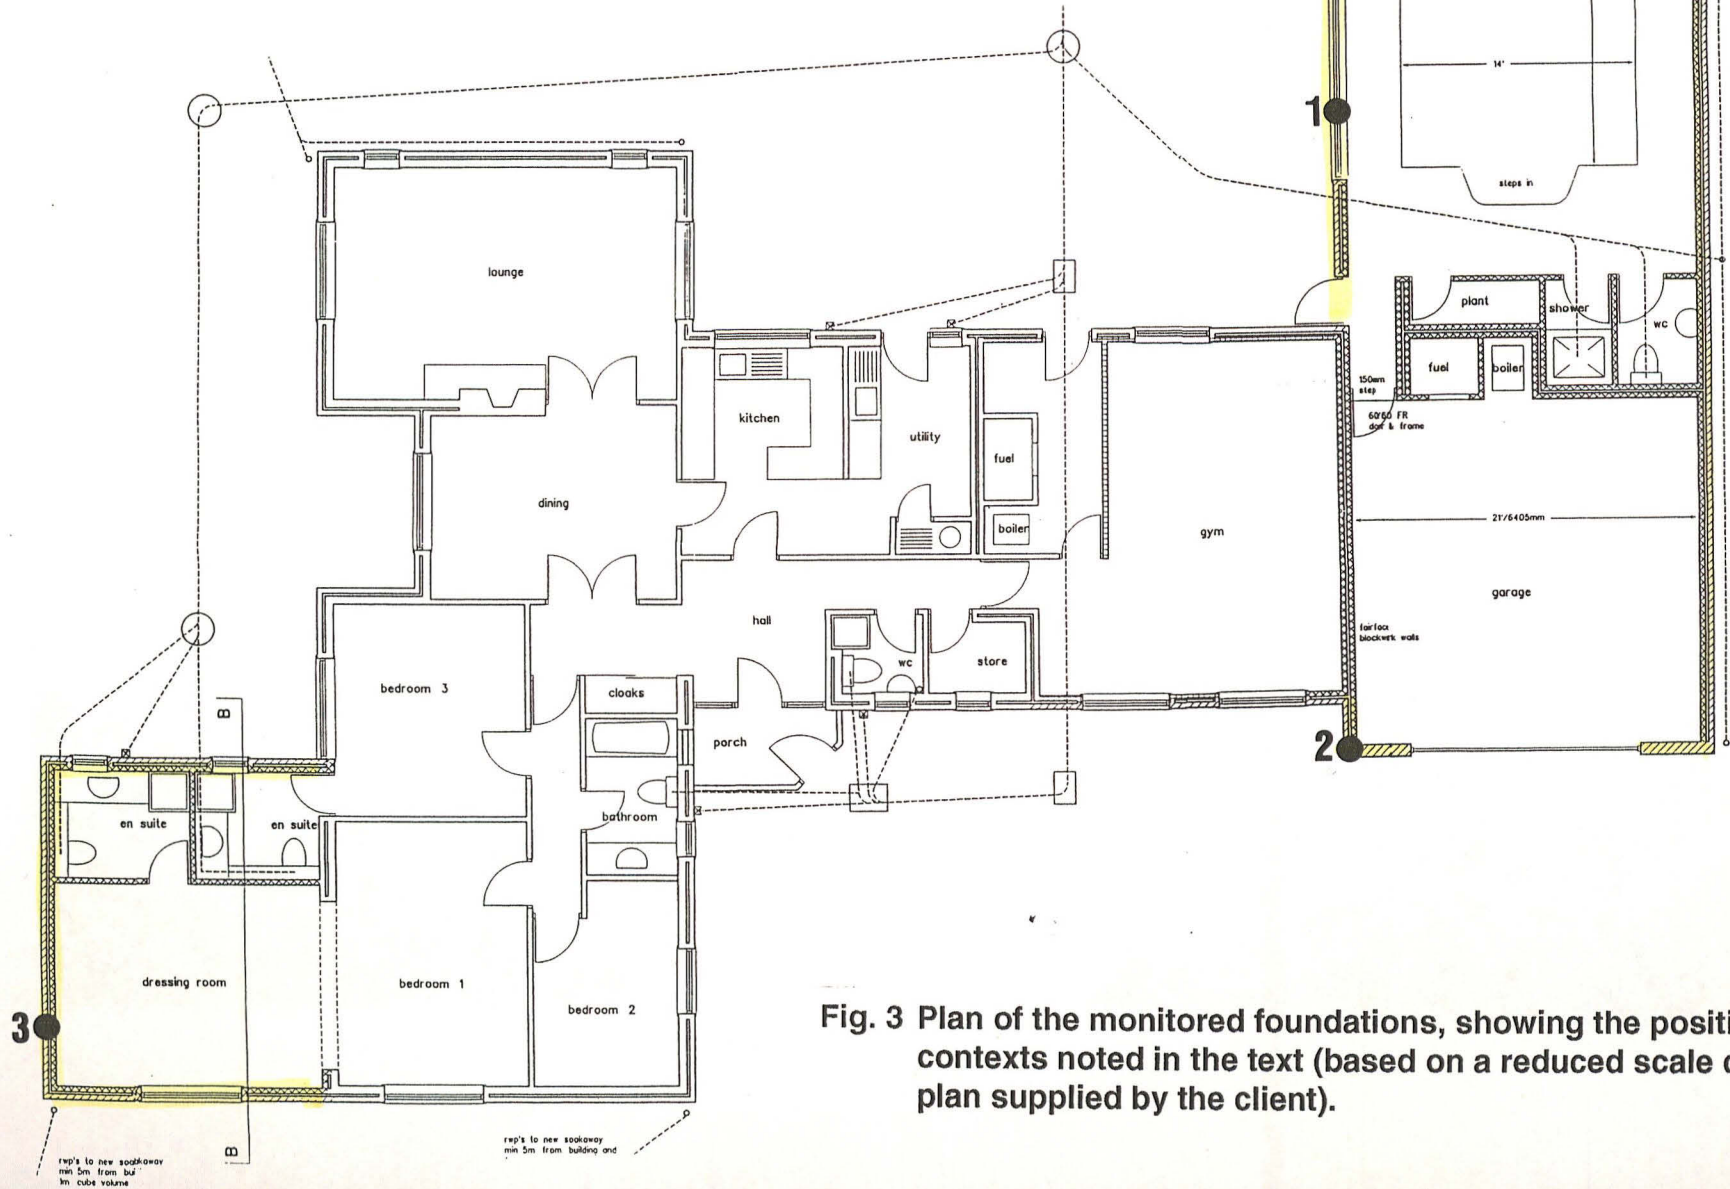 14'
1
steps in
lounge
plant
shower
wc
kitchen
utility
fuel
boiler
150mm
step
60/60 FR
door & frame
fuel
dining
boiler
gym
21'/6405mm
garage
hall
fairface
blockwork walls
bedroom 3
cloaks
wc
store
B
porch
2
en suite
en suite
bathroom
dressing room
bedroom 1
bedroom 2
3
Fig. 3 Plan of the monitored foundations, showing the positi
contexts noted in the text (based on a reduced scale
plan supplied by the client).
B
rwp's to new soakaway
min 5m from building and
rwp's to new soakaway
min 5m from bui
1m cube volume